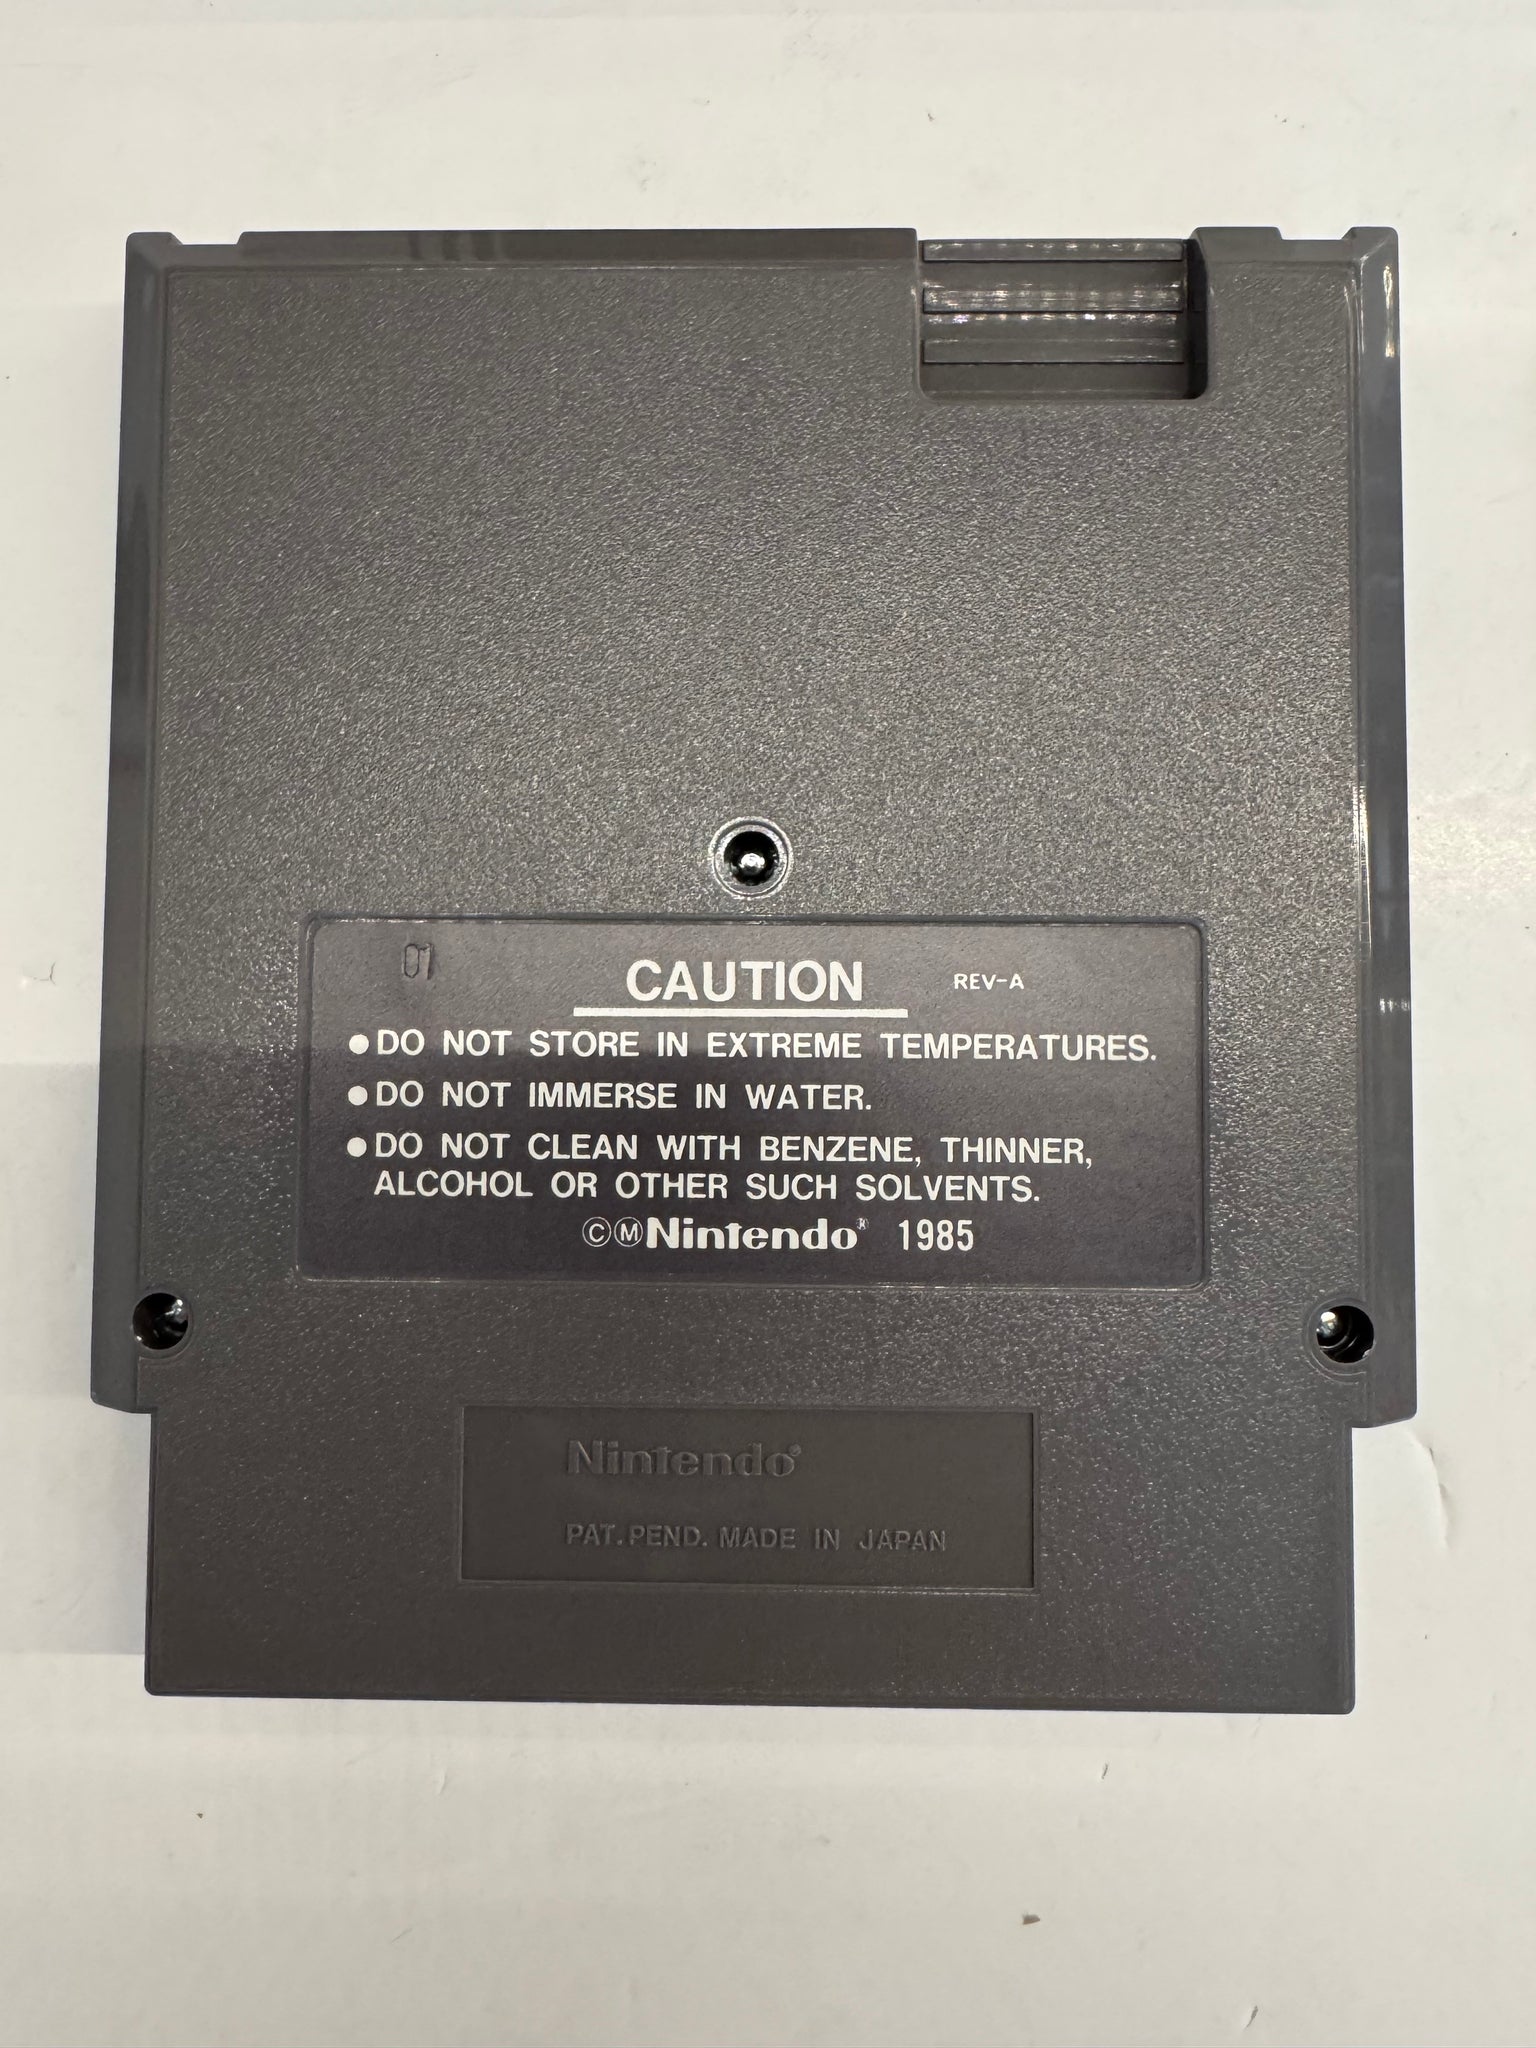 01
CAUTION REV-A
●DO NOT STORE IN EXTREME TEMPERATURES.
●DO NOT IMMERSE IN WATER.
●DO NOT CLEAN WITH BENZENE, THINNER,
ALCOHOL OR OTHER SUCH SOLVENTS.
ⒸⓂNintendo® 1985
Nintendo®
PAT.PEND. MADE IN JAPAN